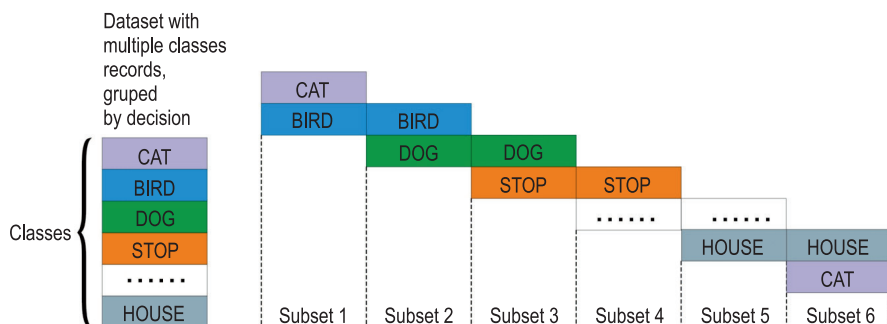 Dataset with
multiple classes
records,
gruped
by decision
Classes
CAT
BIRD
DOG
STOP
......
HOUSE
CAT
BIRD BIRD
DOG DOG
STOP STOP
...... ......
HOUSE HOUSE
CAT
Subset 1 Subset 2 Subset 3 Subset 4 Subset 5 Subset 6